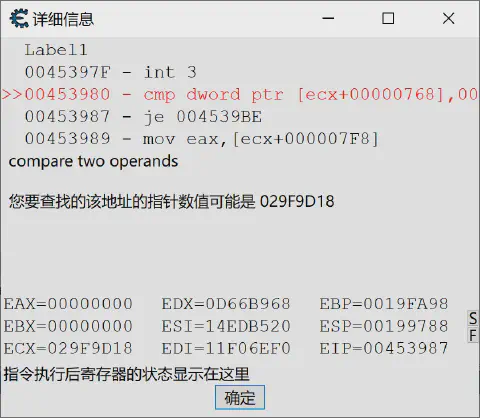 详细信息
Label1
0045397F - int 3
>>00453980 - cmp dword ptr [ecx+00000768],00
00453987 - je 004539BE
00453989 - mov eax,[ecx+000007F8]
compare two operands
您要查找的该地址的指针数值可能是 029F9D18
EAX=00000000 EDX=0D66B968 EBP=0019FA98
EBX=00000000 ESI=14EDB520 ESP=00199788
ECX=029F9D18 EDI=11F06EF0 EIP=00453987
S
F
指令执行后寄存器的状态显示在这里
确定